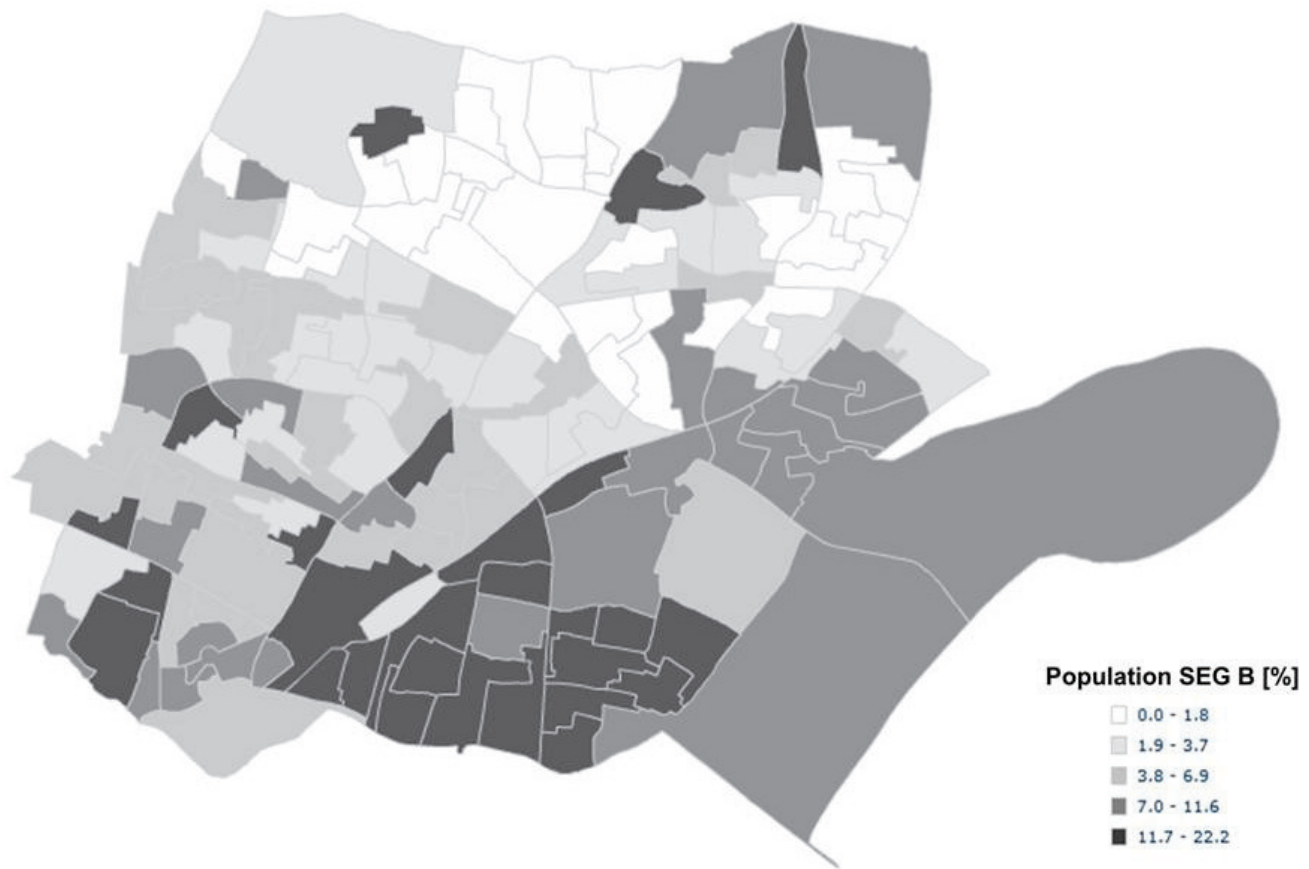 Population SEG B [%]
0.0 - 1.8
1.9 - 3.7
3.8 - 6.9
7.0 - 11.6
11.7 - 22.2